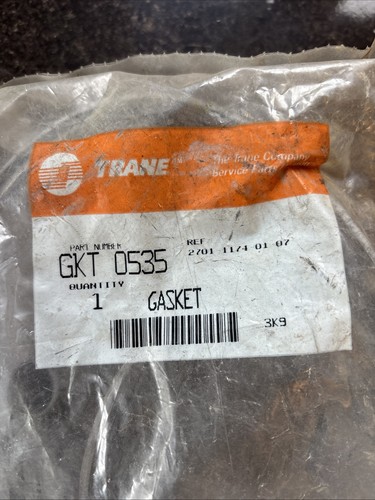 TRANE
The Trane Company
Service Parts
PART NUMBER
REF
GKT 0535
2701 1174 01 07
QUANTITY
1 GASKET
3K9